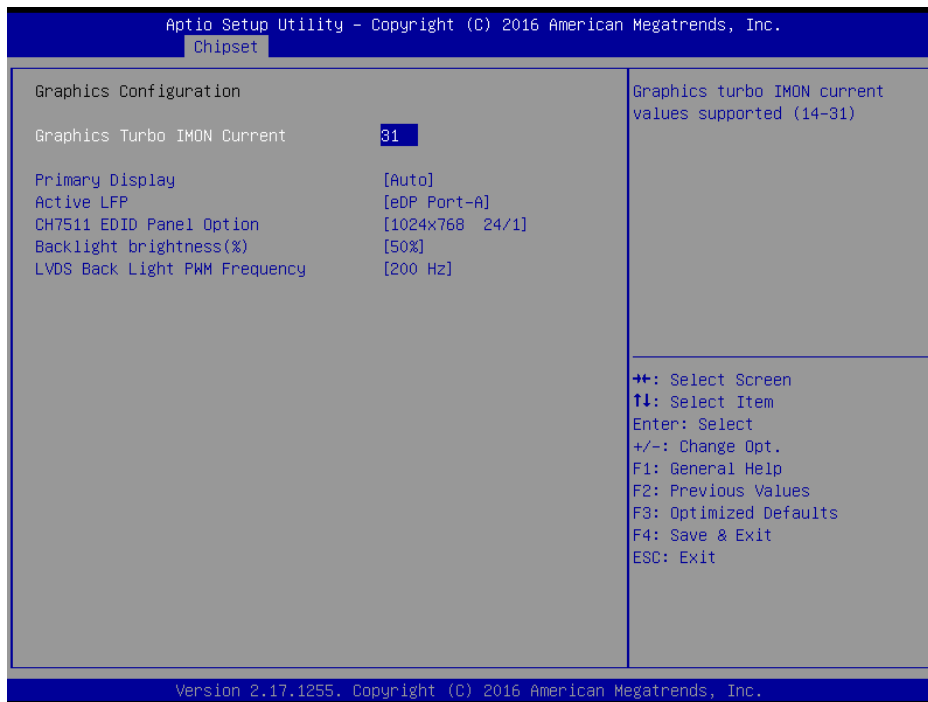 Aptio Setup Utility – Copyright (C) 2016 American Megatrends, Inc.
Chipset
Graphics Configuration
Graphics Turbo IMON Current 31
Primary Display [Auto]
Active LFP [eDP Port-A]
CH7511 EDID Panel Option [1024x768 24/1]
Backlight brightness(%) [50%]
LVDS Back Light PWM Frequency [200 Hz]
Graphics turbo IMON current
values supported (14-31)
→←: Select Screen
↑↓: Select Item
Enter: Select
+/-: Change Opt.
F1: General Help
F2: Previous Values
F3: Optimized Defaults
F4: Save & Exit
ESC: Exit
Version 2.17.1255. Copyright (C) 2016 American Megatrends, Inc.